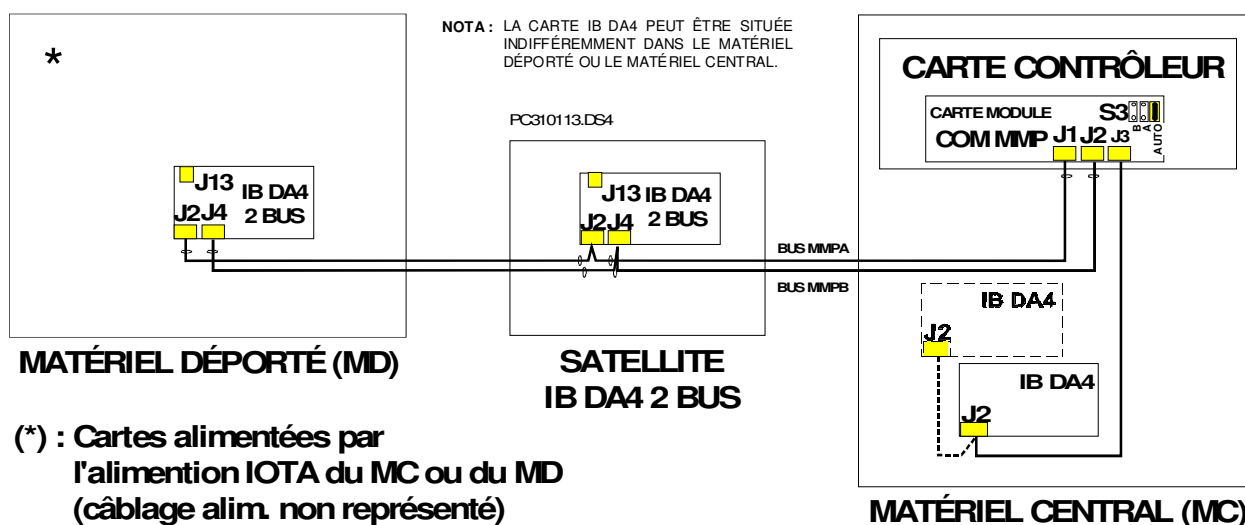 *
NOTA : LA CARTE IB DA4 PEUT ÊTRE SITUÉE
INDIFFÉREMMENT DANS LE MATÉRIEL
DÉPORTÉ OU LE MATÉRIEL CENTRAL.
PC310113.DS4
CARTE CONTRÔLEUR
CARTE MODULE
COM MMP
S3
B
A
AUTO
J1 J2 J3
J13
IB DA4
2 BUS
J2 J4
J13
IB DA4
2 BUS
J2 J4
BUS MMPA
BUS MMPB
IB DA4
J2
IB DA4
J2
MATÉRIEL DÉPORTÉ (MD)
SATELLITE
IB DA4 2 BUS
MATÉRIEL CENTRAL (MC)
(*) : Cartes alimentées par
l'alimention IOTA du MC ou du MD
(câblage alim. non représenté)